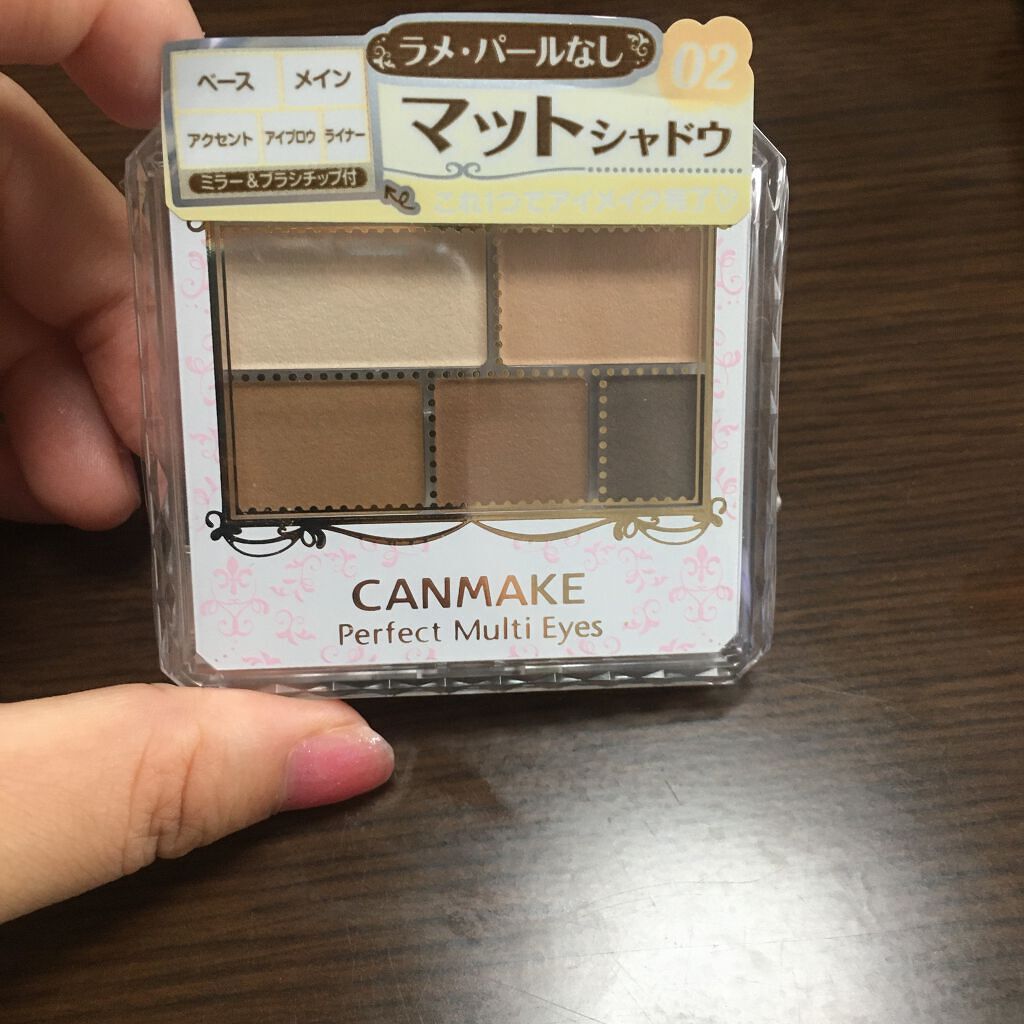 ラメ・パールなし
02
マットシャドウ
これ1つでアイメイク完了♡
ベース メイン
アクセント アイブロウ ライナー
ミラー&ブラシチップ付
CANMAKE
Perfect Multi Eyes